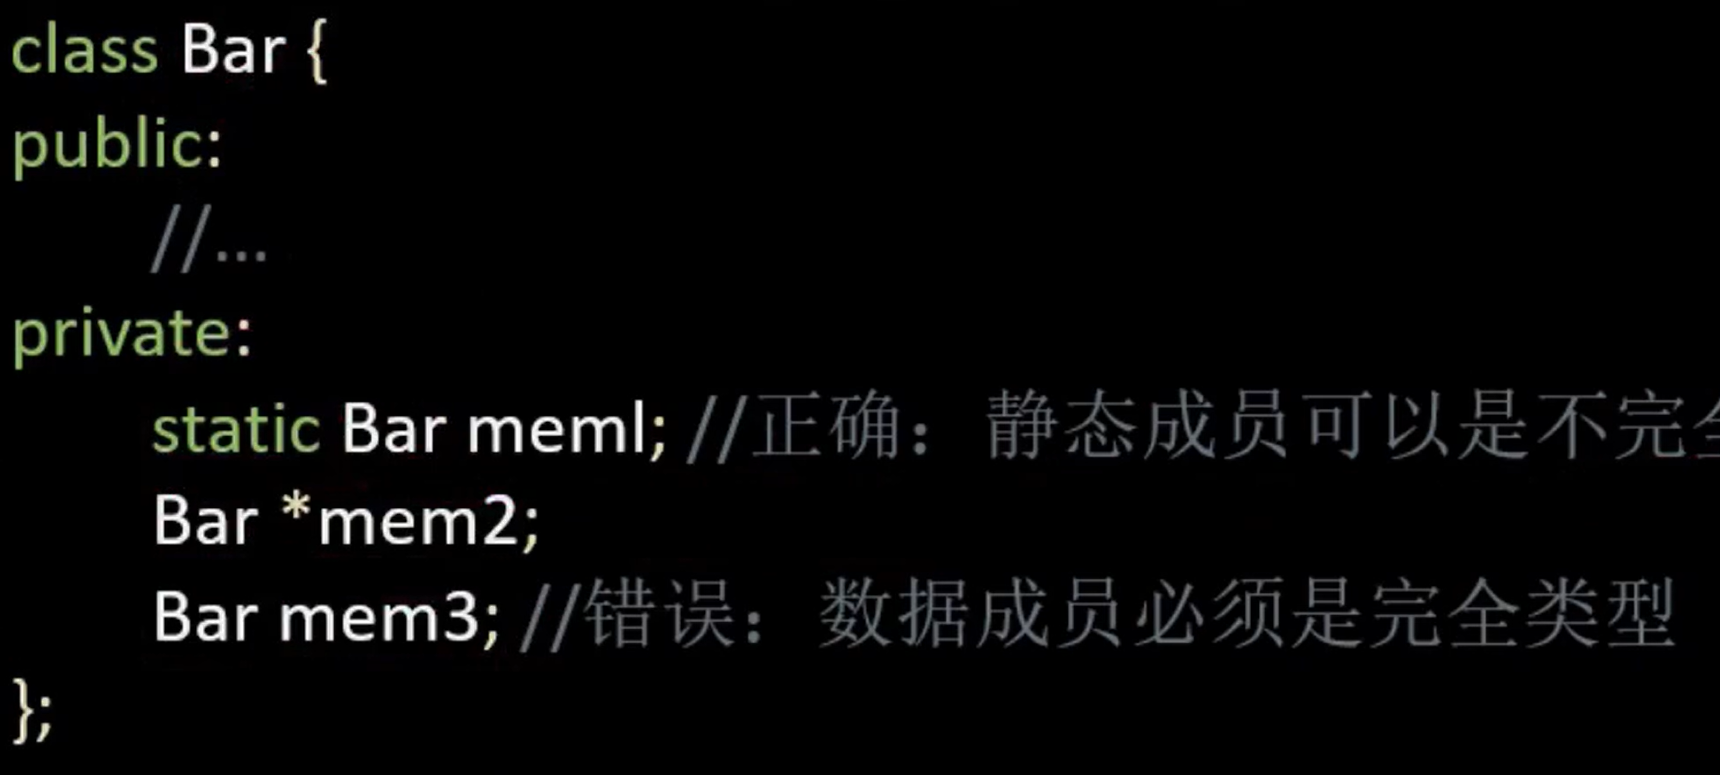 class Bar {
public:
//...
private:
static Bar meml; //正确：静态成员可以是不完
Bar *mem2;
Bar mem3; //错误：数据成员必须是完全类型
};